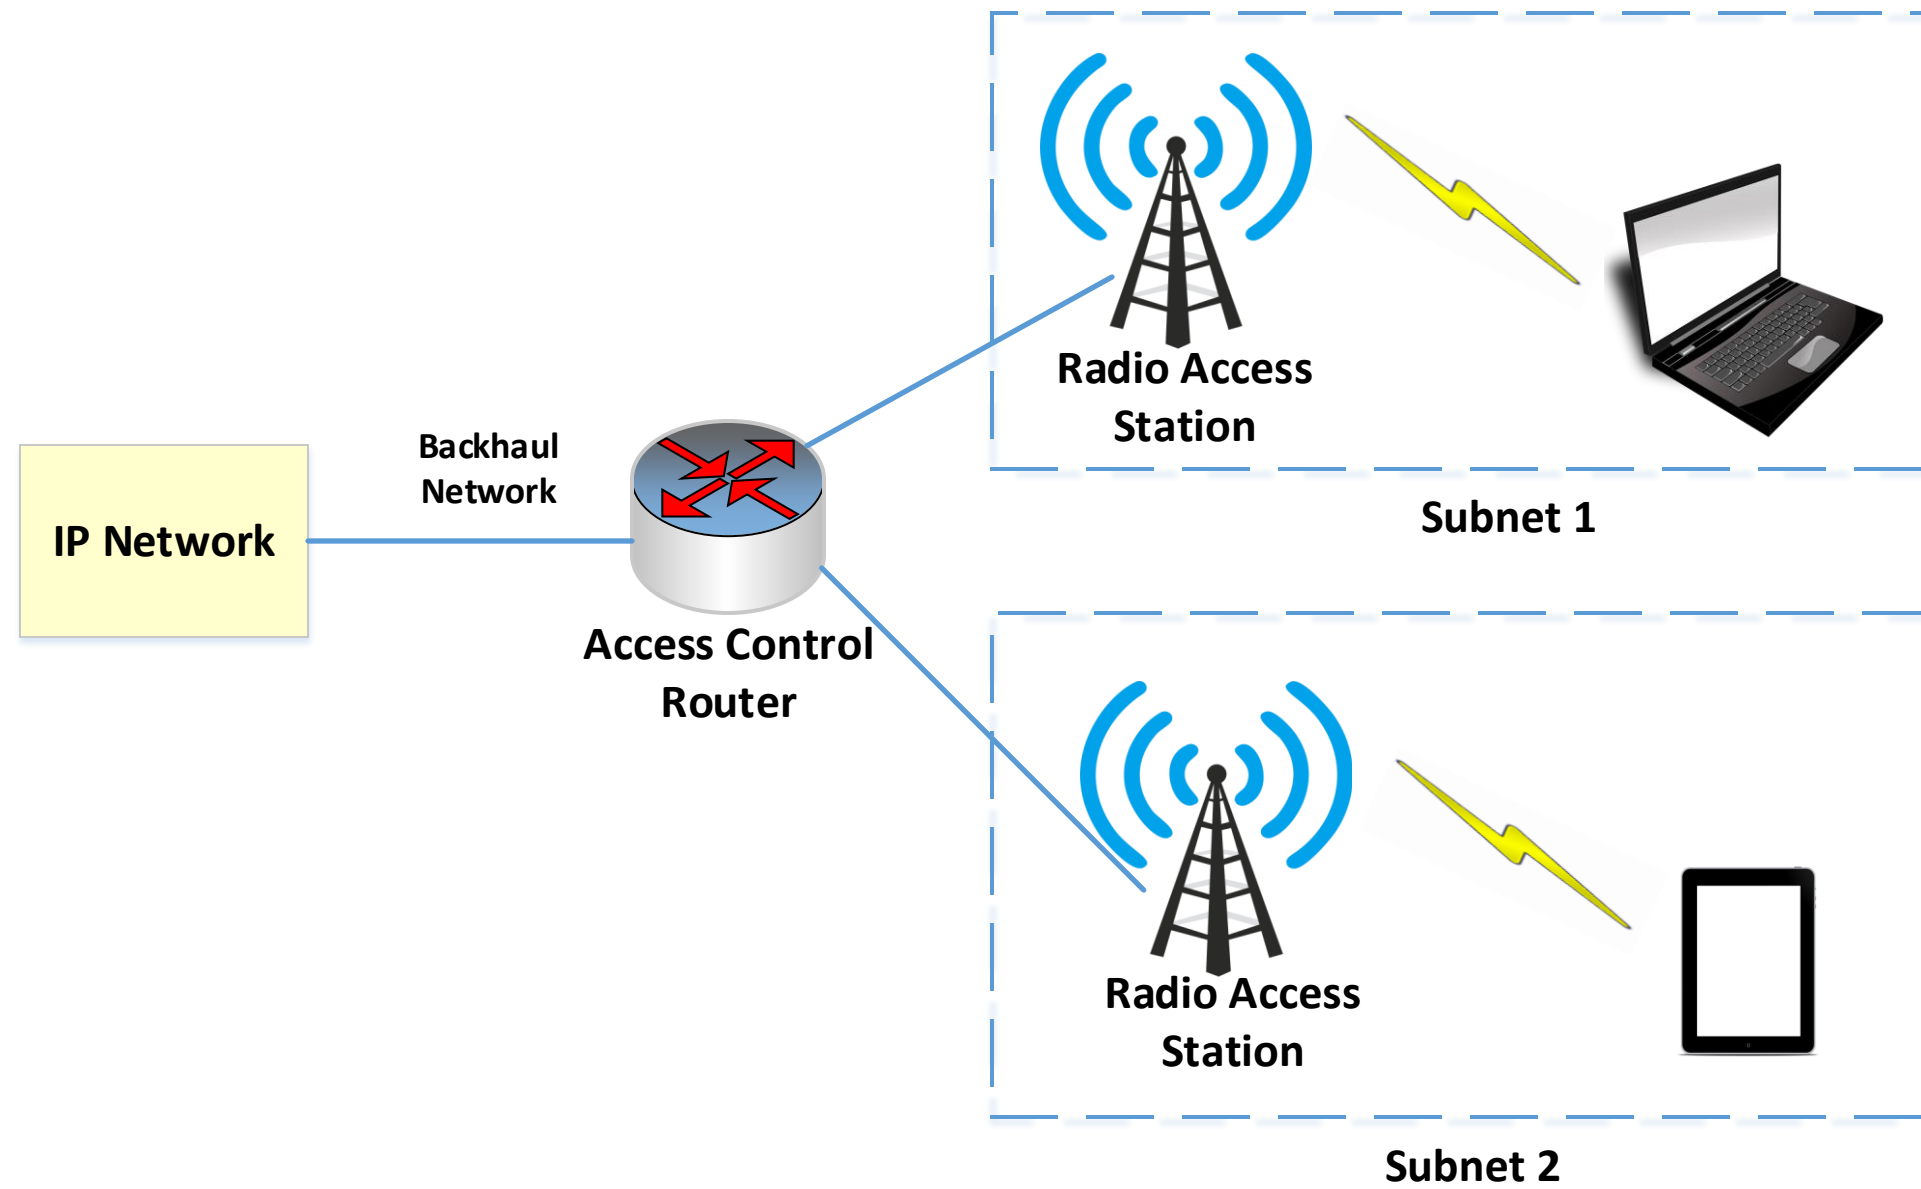 Radio Access
Station
Backhaul
Network
IP Network
Subnet 1
Access Control
Router
Radio Access
Station
Subnet 2